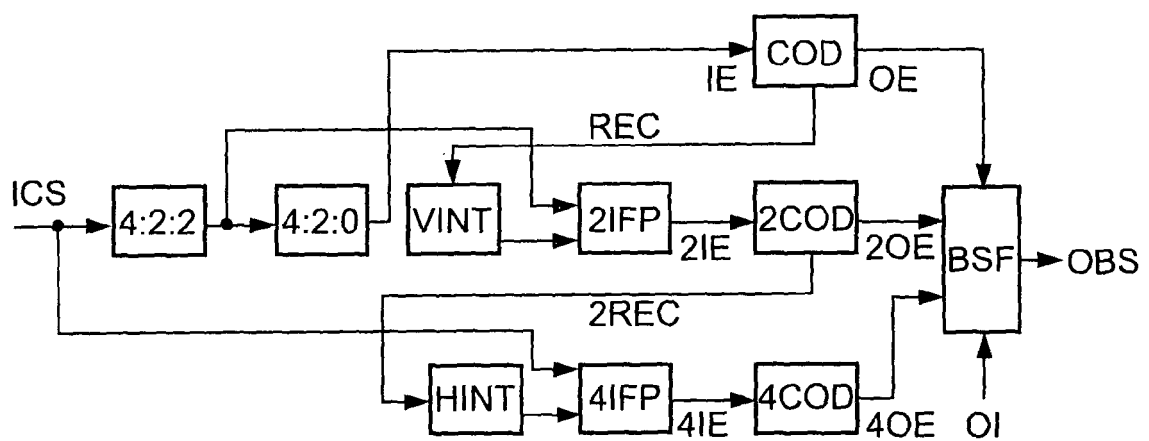 COD
IE
OE
REC
ICS
4:2:2
4:2:0
VINT
2IFP
2IE
2COD
2OE
BSF
OBS
2REC
HINT
4IFP
4IE
4COD
4OE
OI